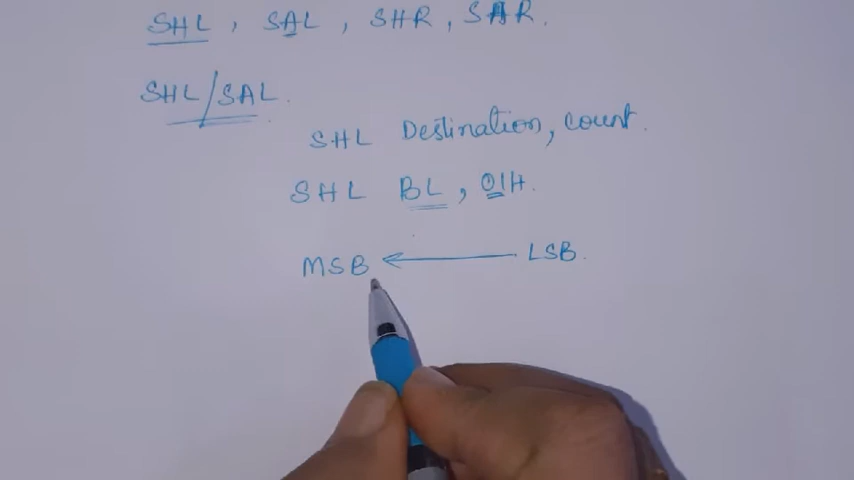 SHL, SAL, SHR, SAR.
SHL/SAL.
SHL Destination, count.
SHL BL, 01H.
MSB ← LSB.